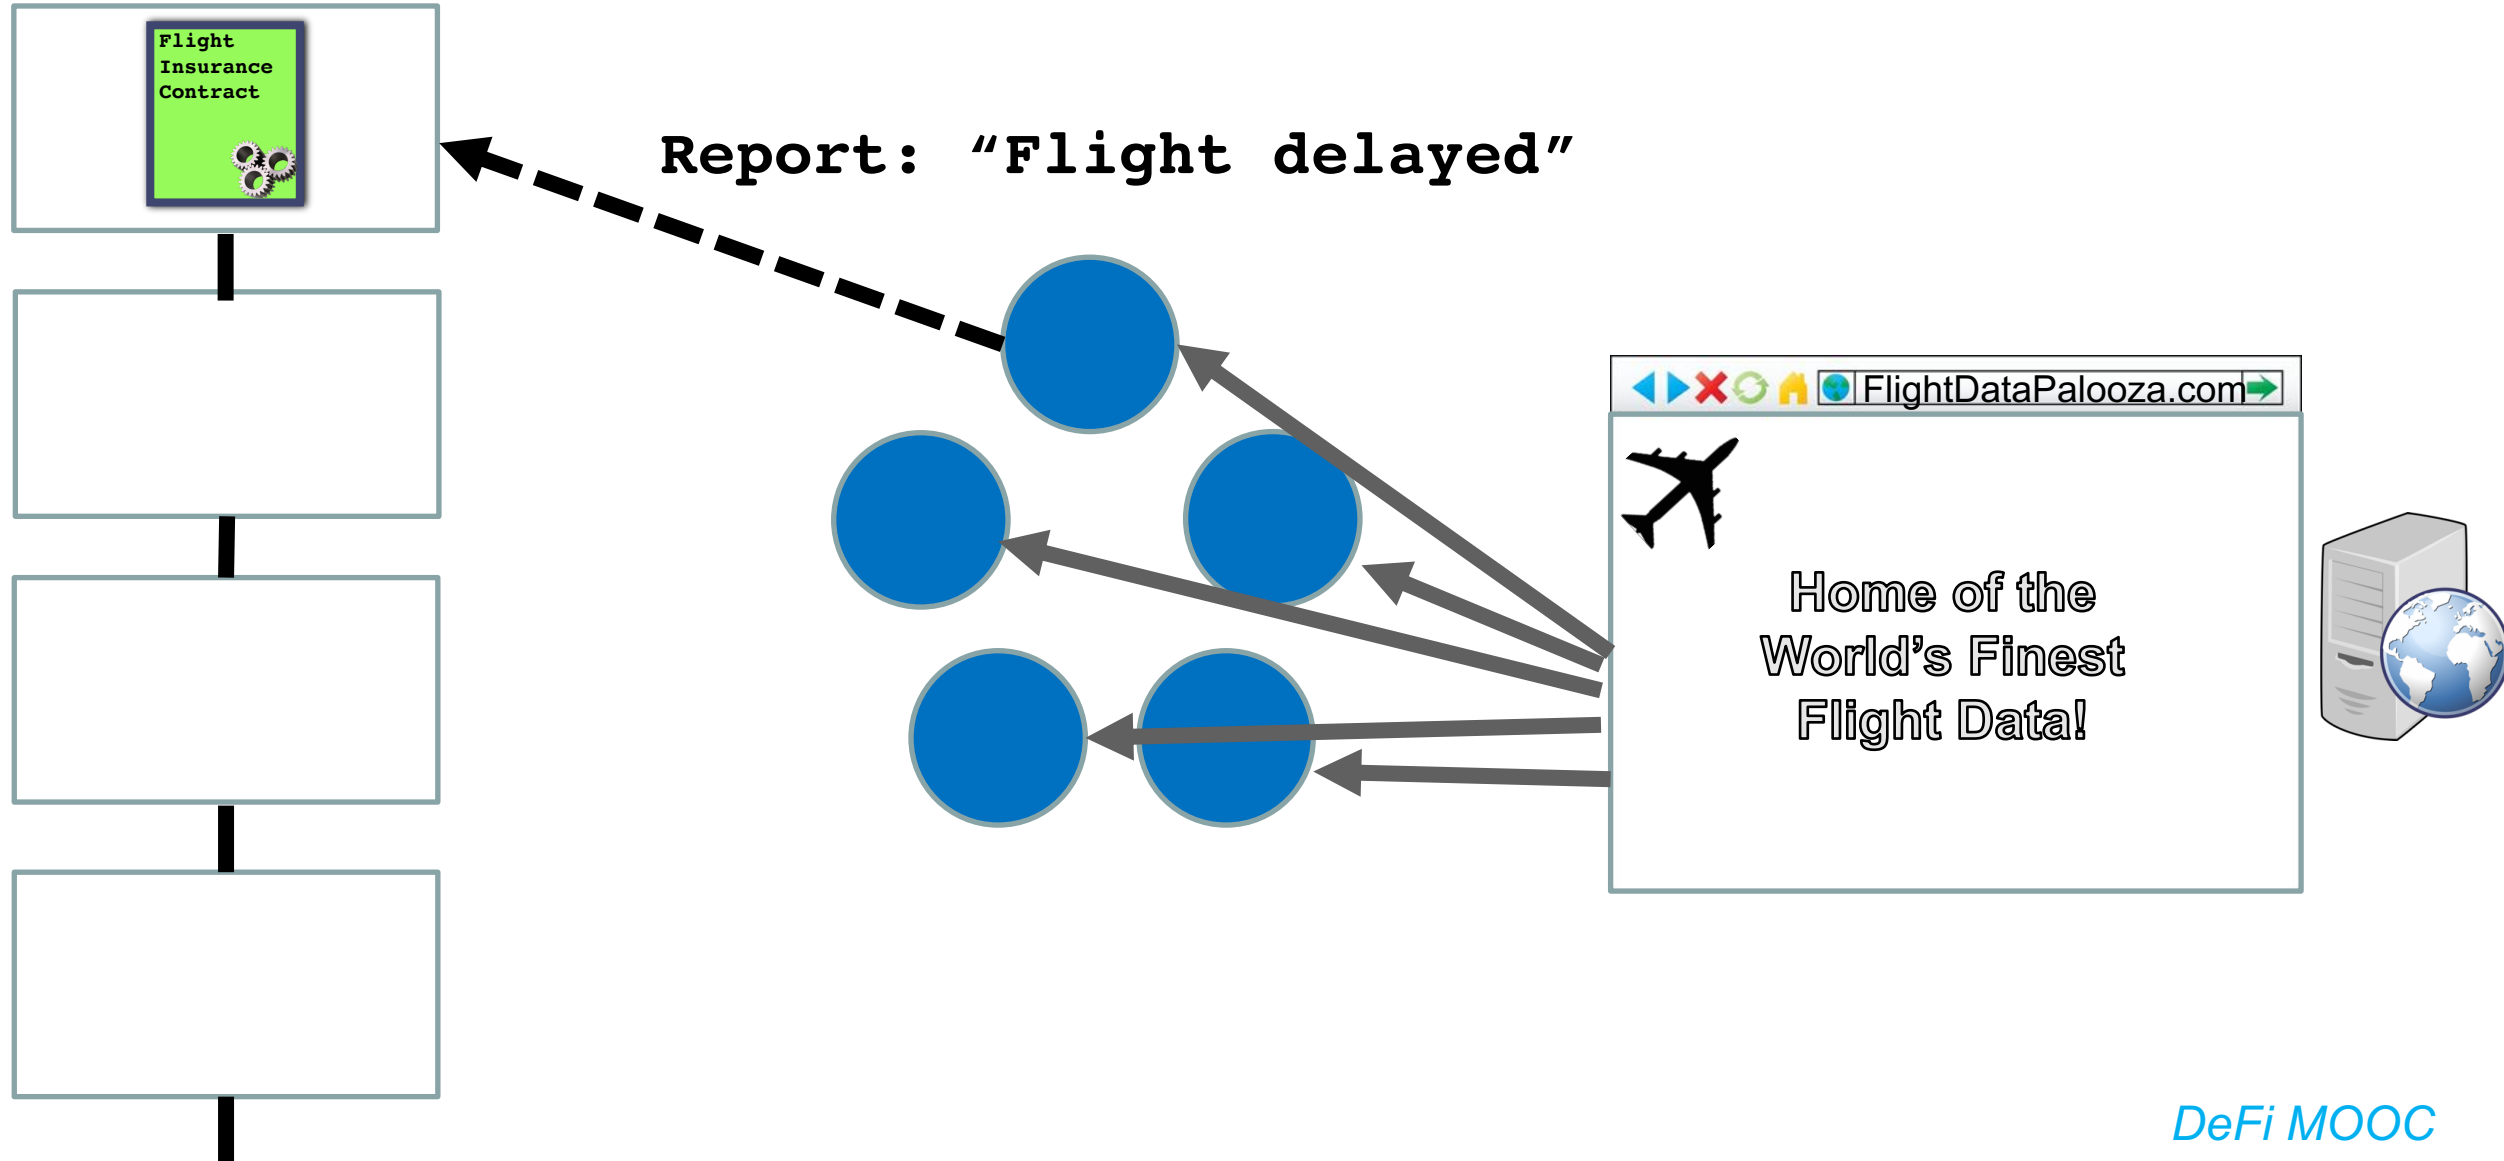 Flight
Insurance
Contract
Report: “Flight delayed”
FlightDataPalooza.com
Home of the
World’s Finest
Flight Data!
DeFi MOOC